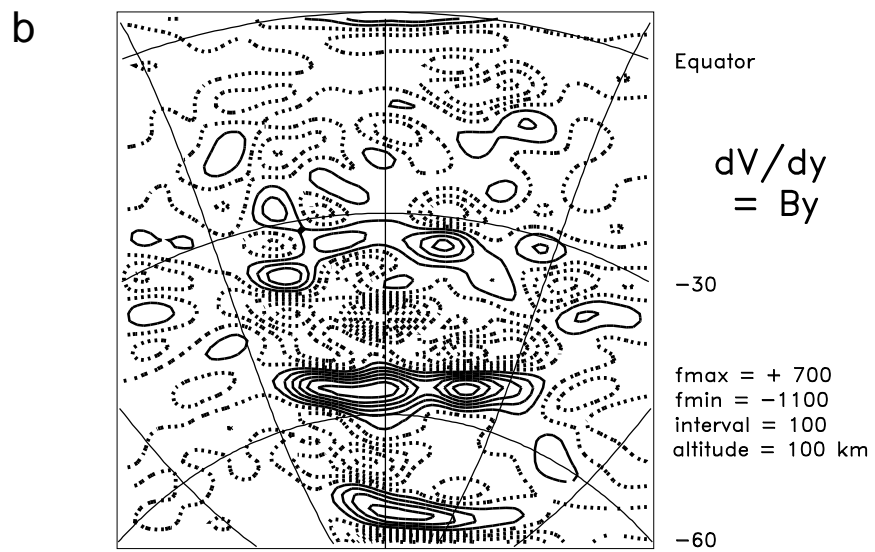 b
Equator
dV/dy
= By
-30
fmax = + 700
fmin = -1100
interval = 100
altitude = 100 km
-60